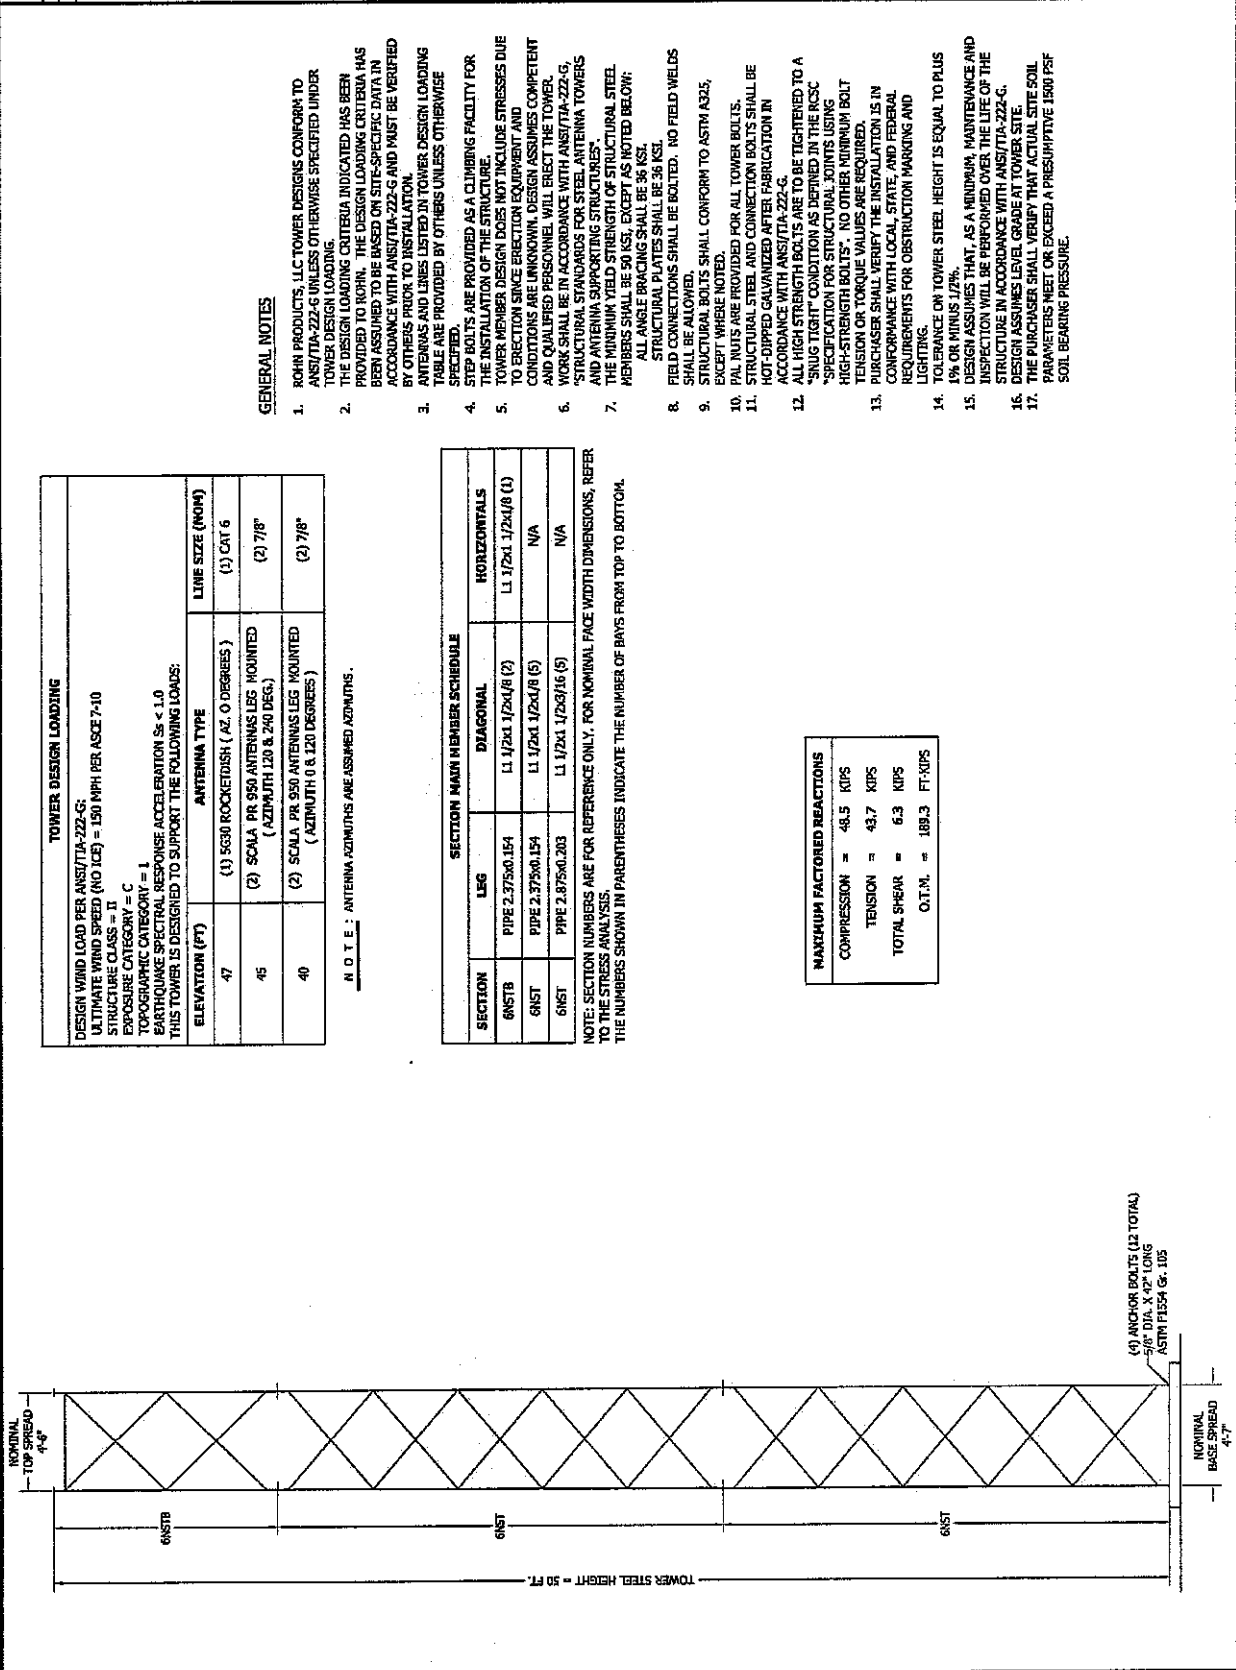 TOWER DESIGN LOADING
DESIGN WIND LOAD PER ANSI/TIA-222-G:
ULTIMATE WIND SPEED (NO ICE) = 150 MPH PER ASCE 7-10
STRUCTURE CLASS = II
EXPOSURE CATEGORY = C
TOPOGRAPHIC CATEGORY = 1
EARTHQUAKE SPECTRAL RESPONSE ACCELERATION Ss < 1.0
THIS TOWER IS DESIGNED TO SUPPORT THE FOLLOWING LOADS:
ELEVATION (FT) ANTENNA TYPE LINE SIZE (NOM)
47 (1) 5G30 ROCKETDISH ( AZ. 0 DEGREES ) (1) CAT 6
45 (2) SCALA PR 950 ANTENNAS LEG MOUNTED (2) 7/8"
( AZIMUTH 120 & 240 DEG.)
40 (2) SCALA PR 950 ANTENNAS LEG MOUNTED (2) 7/8"
( AZIMUTH 0 & 120 DEGREES )
NOTE: ANTENNA AZIMUTHS ARE ASSUMED AZIMUTHS.
SECTION MAIN MEMBER SCHEDULE
SECTION LEG DIAGONAL HORIZONTALS
6NSTB PIPE 2.375x0.154 L1 1/2x1 1/2x1/8 (2) L1 1/2x1 1/2x1/8 (1)
6NST PIPE 2.375x0.154 L1 1/2x1 1/2x1/8 (5) N/A
6NST PIPE 2.875x0.203 L1 1/2x1 1/2x3/16 (5) N/A
NOTE: SECTION NUMBERS ARE FOR REFERENCE ONLY. FOR NOMINAL FACE WIDTH DIMENSIONS, REFER
TO THE STRESS ANALYSIS.
THE NUMBERS SHOWN IN PARENTHESES INDICATE THE NUMBER OF BAYS FROM TOP TO BOTTOM.
MAXIMUM FACTORED REACTIONS
COMPRESSION = 48.5 KIPS
TENSION = 43.7 KIPS
TOTAL SHEAR = 6.3 KIPS
O.T.M. = 189.3 FT-KIPS
GENERAL NOTES
1. ROHN PRODUCTS, LLC TOWER DESIGNS CONFORM TO
ANSI/TIA-222-G UNLESS OTHERWISE SPECIFIED UNDER
TOWER DESIGN LOADING.
2. THE DESIGN LOADING CRITERIA INDICATED HAS BEEN
PROVIDED TO ROHN. THE DESIGN LOADING CRITERIA HAS
BEEN ASSUMED TO BE BASED ON SITE-SPECIFIC DATA IN
ACCORDANCE WITH ANSI/TIA-222-G AND MUST BE VERIFIED
BY OTHERS PRIOR TO INSTALLATION.
3. ANTENNAS AND LINES LISTED IN TOWER DESIGN LOADING
TABLE ARE PROVIDED BY OTHERS UNLESS OTHERWISE
SPECIFIED.
4. STEP BOLTS ARE PROVIDED AS A CLIMBING FACILITY FOR
THE INSTALLATION OF THE STRUCTURE.
5. TOWER MEMBER DESIGN DOES NOT INCLUDE STRESSES DUE
TO ERECTION SINCE ERECTION EQUIPMENT AND
CONDITIONS ARE UNKNOWN. DESIGN ASSUMES COMPETENT
AND QUALIFIED PERSONNEL WILL ERECT THE TOWER.
6. WORK SHALL BE IN ACCORDANCE WITH ANSI/TIA-222-G,
"STRUCTURAL STANDARDS FOR STEEL ANTENNA TOWERS
AND ANTENNA SUPPORTING STRUCTURES".
7. THE MINIMUM YIELD STRENGTH OF STRUCTURAL STEEL
MEMBERS SHALL BE 50 KSI, EXCEPT AS NOTED BELOW:
ALL ANGLE BRACING SHALL BE 36 KSI.
STRUCTURAL PLATES SHALL BE 36 KSI.
8. FIELD CONNECTIONS SHALL BE BOLTED. NO FIELD WELDS
SHALL BE ALLOWED.
9. STRUCTURAL BOLTS SHALL CONFORM TO ASTM A325,
EXCEPT WHERE NOTED.
10. PAL NUTS ARE PROVIDED FOR ALL TOWER BOLTS.
11. STRUCTURAL STEEL AND CONNECTION BOLTS SHALL BE
HOT-DIPPED GALVANIZED AFTER FABRICATION IN
ACCORDANCE WITH ANSI/TIA-222-G.
12. ALL HIGH STRENGTH BOLTS ARE TO BE TIGHTENED TO A
"SNUG TIGHT" CONDITION AS DEFINED IN THE RCSC
"SPECIFICATION FOR STRUCTURAL JOINTS USING
HIGH-STRENGTH BOLTS". NO OTHER MINIMUM BOLT
TENSION OR TORQUE VALUES ARE REQUIRED.
13. PURCHASER SHALL VERIFY THE INSTALLATION IS IN
CONFORMANCE WITH LOCAL, STATE, AND FEDERAL
REQUIREMENTS FOR OBSTRUCTION MARKING AND
LIGHTING.
14. TOLERANCE ON TOWER STEEL HEIGHT IS EQUAL TO PLUS
1% OR MINUS 1/2%.
15. DESIGN ASSUMES THAT, AS A MINIMUM, MAINTENANCE AND
INSPECTION WILL BE PERFORMED OVER THE LIFE OF THE
STRUCTURE IN ACCORDANCE WITH ANSI/TIA-222-G.
16. DESIGN ASSUMES LEVEL GRADE AT TOWER SITE.
17. THE PURCHASER SHALL VERIFY THAT ACTUAL SITE SOIL
PARAMETERS MEET OR EXCEED A PRESUMPTIVE 1500 PSF
SOIL BEARING PRESSURE.
NOMINAL
TOP SPREAD
4'-6"
6NSTB
6NST
6NST
TOWER STEEL HEIGHT = 50 FT.
(4) ANCHOR BOLTS (12 TOTAL)
5/8" DIA. X 42" LONG
ASTM F1554 Gr. 105
NOMINAL
BASE SPREAD
4'-7"